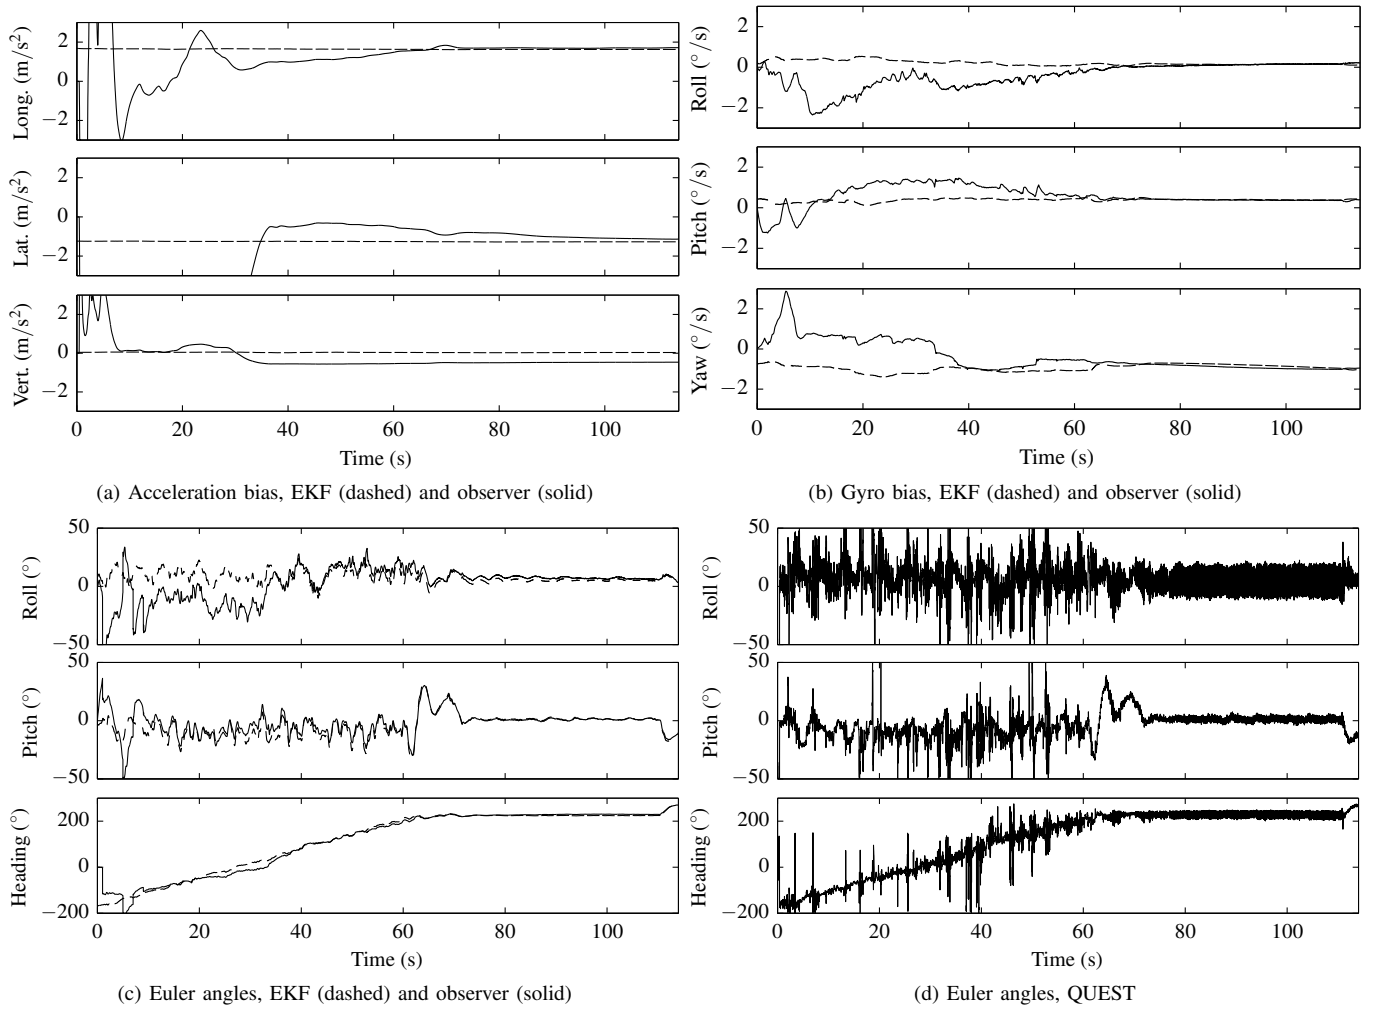 Long. (m/s²)
2
0
−2
Lat. (m/s²)
2
0
−2
Vert. (m/s²)
2
0
−2
0 20 40 60 80 100
Time (s)
(a) Acceleration bias, EKF (dashed) and observer (solid)
Roll (°/s)
2
0
−2
Pitch (°/s)
2
0
−2
Yaw (°/s)
2
0
−2
0 20 40 60 80 100
Time (s)
(b) Gyro bias, EKF (dashed) and observer (solid)
Roll (°)
50
0
−50
Pitch (°)
50
0
−50
Heading (°)
200
0
−200
0 20 40 60 80 100
Time (s)
(c) Euler angles, EKF (dashed) and observer (solid)
Roll (°)
50
0
−50
Pitch (°)
50
0
−50
Heading (°)
200
0
−200
0 20 40 60 80 100
Time (s)
(d) Euler angles, QUEST